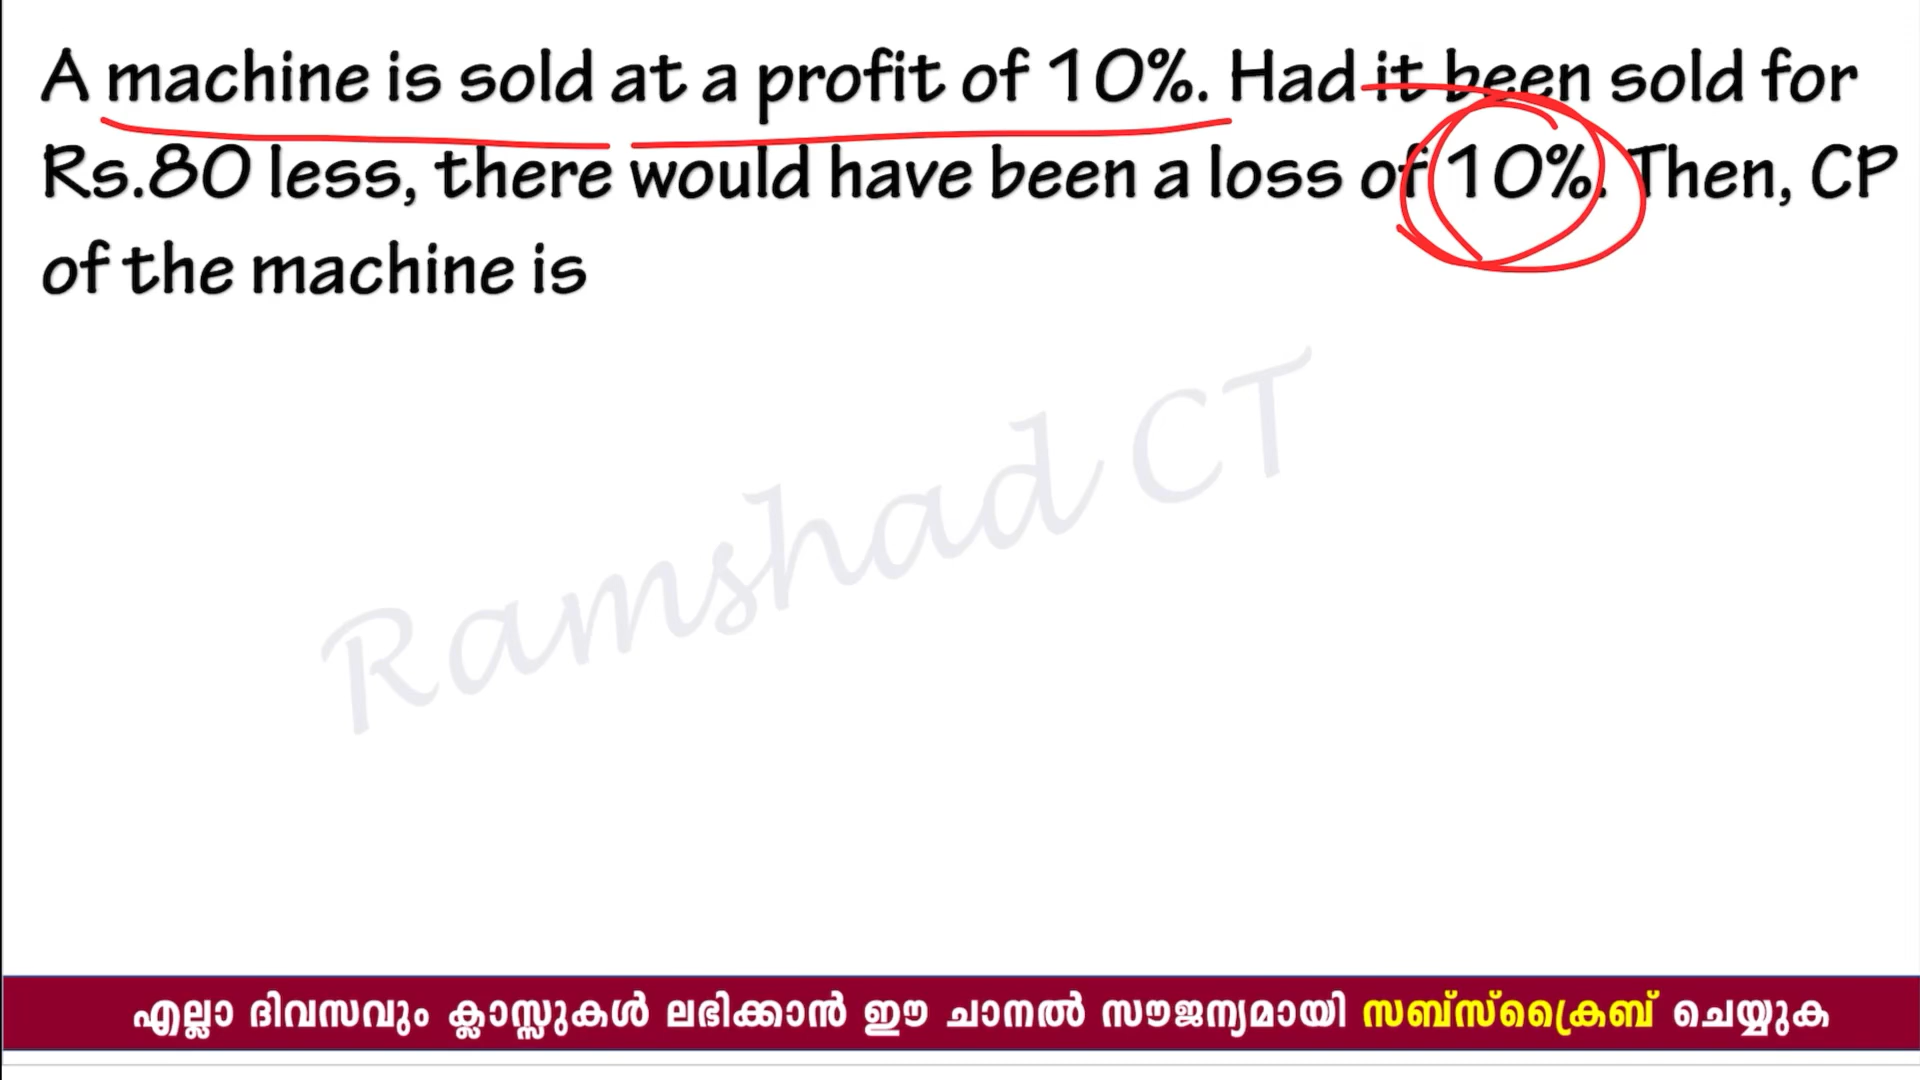 A machine is sold at a profit of 10%. Had it been sold for
Rs.80 less, there would have been a loss of 10%. Then, CP
of the machine is
Ramshad CT
എല്ലാ ദിവസവും ക്ലാസ്സുകൾ ലഭിക്കാൻ ഈ ചാനൽ സൗജന്യമായി സബ്സ്ക്രൈബ് ചെയ്യുക